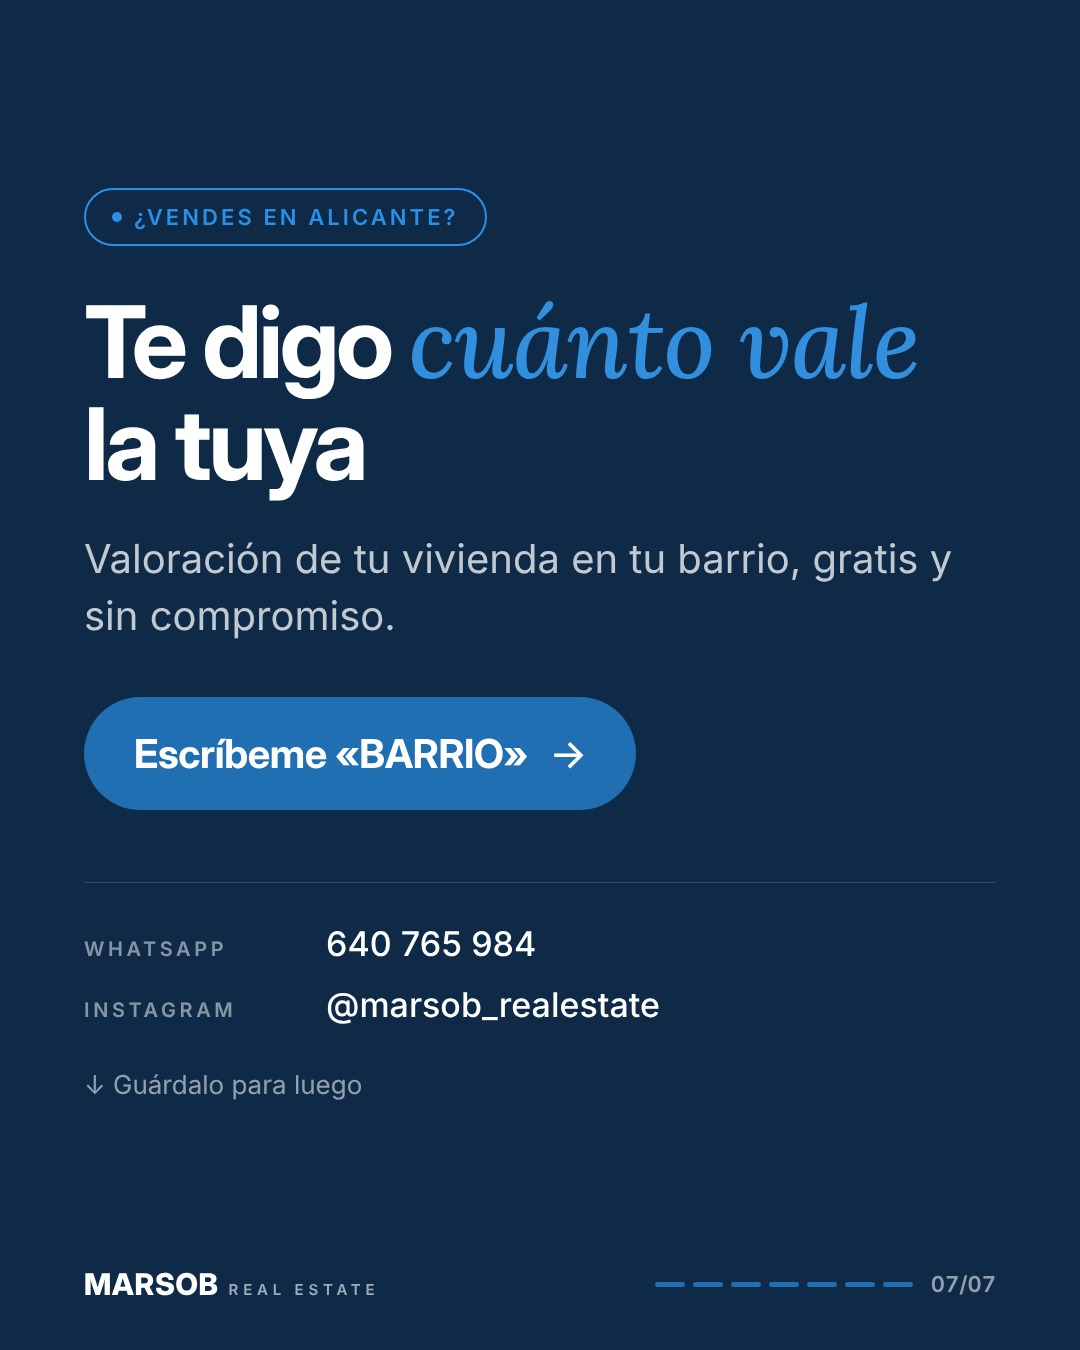 ¿VENDES EN ALICANTE?
Te digo cuánto vale
la tuya
Valoración de tu vivienda en tu barrio, gratis y
sin compromiso.
Escríbeme «BARRIO» →
WHATSAPP 640 765 984
INSTAGRAM @marsob_realestate
↓ Guárdalo para luego
MARSOB REAL ESTATE 07/07